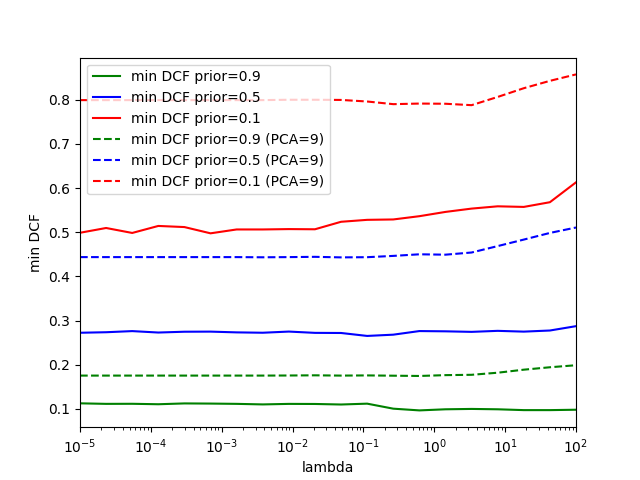 min DCF prior=0.9
min DCF prior=0.5
min DCF prior=0.1
min DCF prior=0.9 (PCA=9)
min DCF prior=0.5 (PCA=9)
min DCF prior=0.1 (PCA=9)
min DCF
0.8
0.7
0.6
0.5
0.4
0.3
0.2
0.1
10⁻⁵ 10⁻⁴ 10⁻³ 10⁻² 10⁻¹ 10⁰ 10¹ 10²
lambda